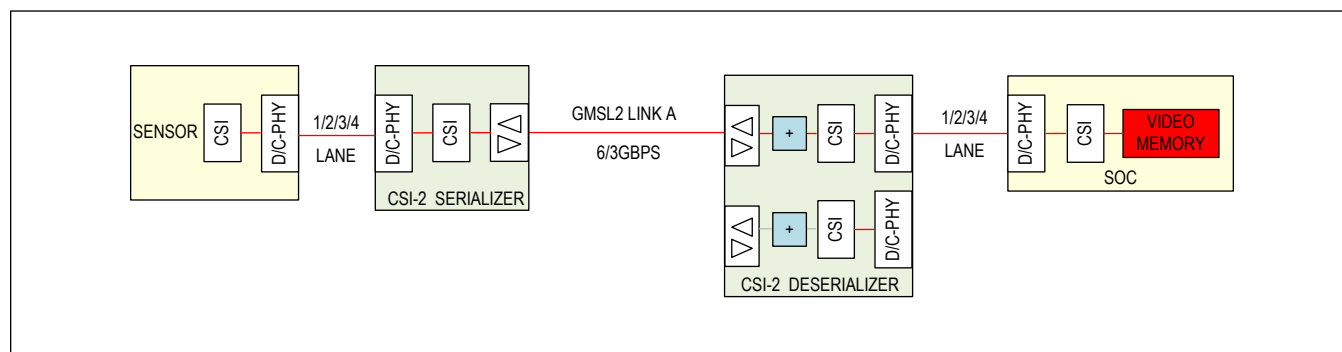 SENSOR
CSI
D/C-PHY
1/2/3/4
LANE
D/C-PHY
CSI
CSI-2 SERIALIZER
GMSL2 LINK A
6/3GBPS
+
CSI
D/C-PHY
+
CSI
D/C-PHY
CSI-2 DESERIALIZER
1/2/3/4
LANE
D/C-PHY
CSI
VIDEO
MEMORY
SOC